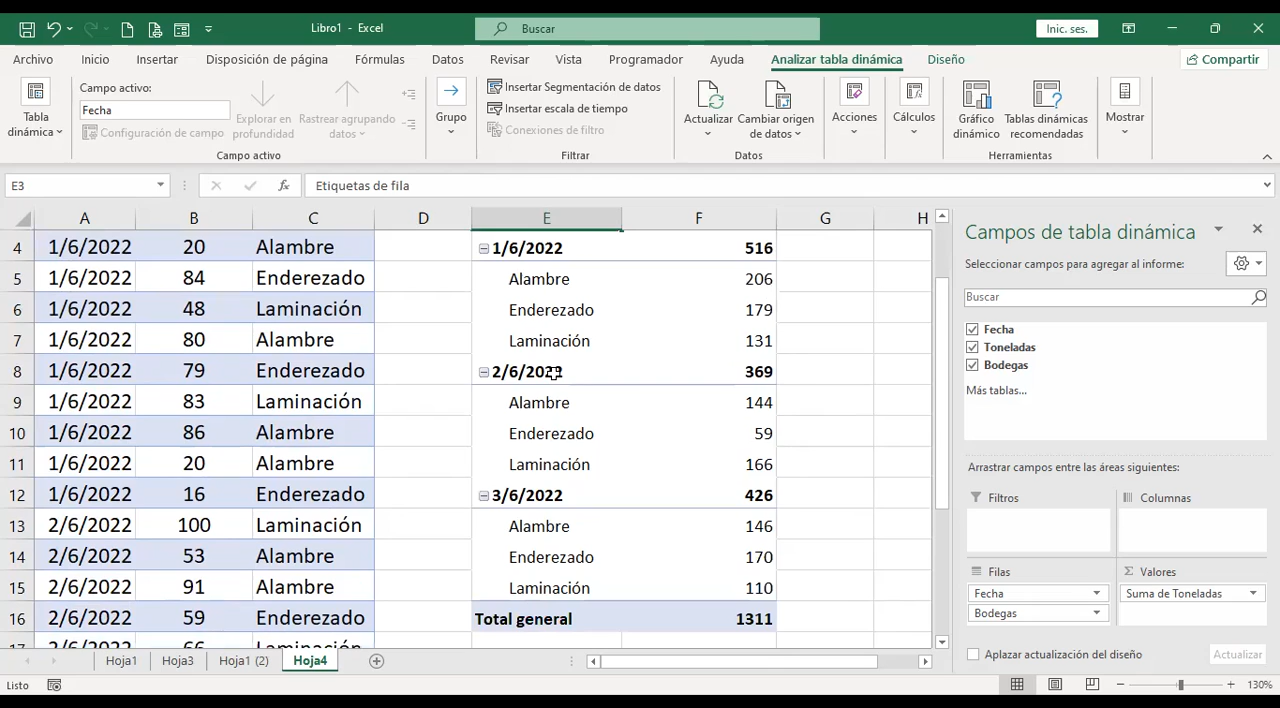 Libro1 - Excel
Buscar
Inic. ses.
Archivo Inicio Insertar Disposición de página Fórmulas Datos Revisar Vista Programador Ayuda Analizar tabla dinámica Diseño Compartir
Tabla dinámica
Campo activo:
Fecha
Configuración de campo
Explorar en profundidad
Rastrear agrupando datos
Campo activo
Grupo
Insertar Segmentación de datos
Insertar escala de tiempo
Conexiones de filtro
Filtrar
Actualizar
Cambiar origen de datos
Datos
Acciones
Cálculos
Gráfico dinámico
Tablas dinámicas recomendadas
Herramientas
Mostrar
E3 fx Etiquetas de fila
A B C D E F G H
4 1/6/2022 20 Alambre 1/6/2022 516
5 1/6/2022 84 Enderezado Alambre 206
6 1/6/2022 48 Laminación Enderezado 179
7 1/6/2022 80 Alambre Laminación 131
8 1/6/2022 79 Enderezado 2/6/2022 369
9 1/6/2022 83 Laminación Alambre 144
10 1/6/2022 86 Alambre Enderezado 59
11 1/6/2022 20 Alambre Laminación 166
12 1/6/2022 16 Enderezado 3/6/2022 426
13 2/6/2022 100 Laminación Alambre 146
14 2/6/2022 53 Alambre Enderezado 170
15 2/6/2022 91 Alambre Laminación 110
16 2/6/2022 59 Enderezado Total general 1311
Campos de tabla dinámica
Seleccionar campos para agregar al informe:
Buscar
Fecha
Toneladas
Bodegas
Más tablas...
Arrastrar campos entre las áreas siguientes:
Filtros Columnas
Filas Σ Valores
Fecha Suma de Toneladas
Bodegas
Aplazar actualización del diseño Actualizar
Hoja1 Hoja3 Hoja1 (2) Hoja4
Listo 130%